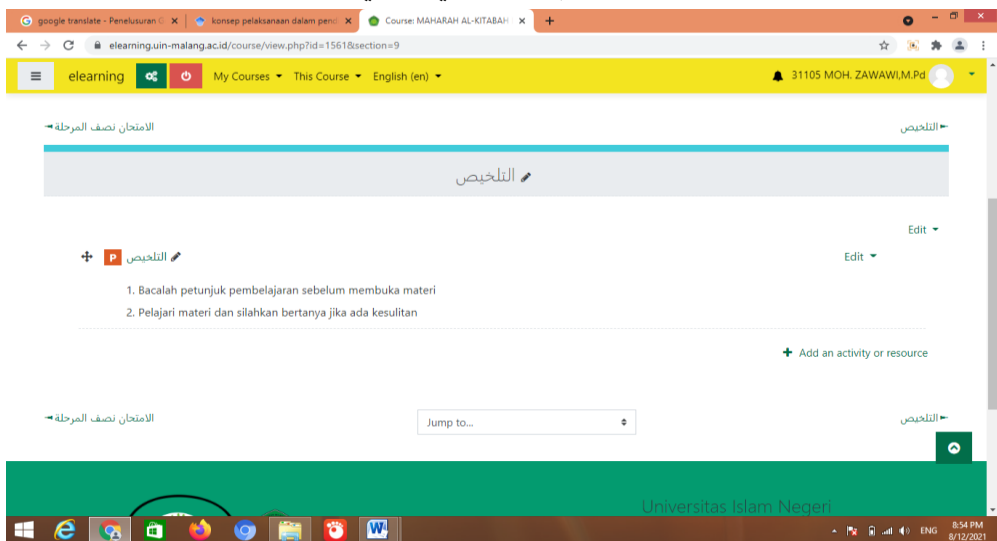 google translate - Penelusuran G
konsep pelaksanaan dalam pend
Course: MAHARAH AL-KITABAH
elearning.uin-malang.ac.id/course/view.php?id=1561&section=9
elearning My Courses This Course English (en) 31105 MOH. ZAWAWI,M.Pd
الامتحان نصف المرحلة
التلخيص
التلخيص
Edit
P التلخيص Edit
1. Bacalah petunjuk pembelajaran sebelum membuka materi
2. Pelajari materi dan silahkan bertanya jika ada kesulitan
+ Add an activity or resource
الامتحان نصف المرحلة
Jump to...
التلخيص
Universitas Islam Negeri
ENG 8:54 PM
8/12/2021